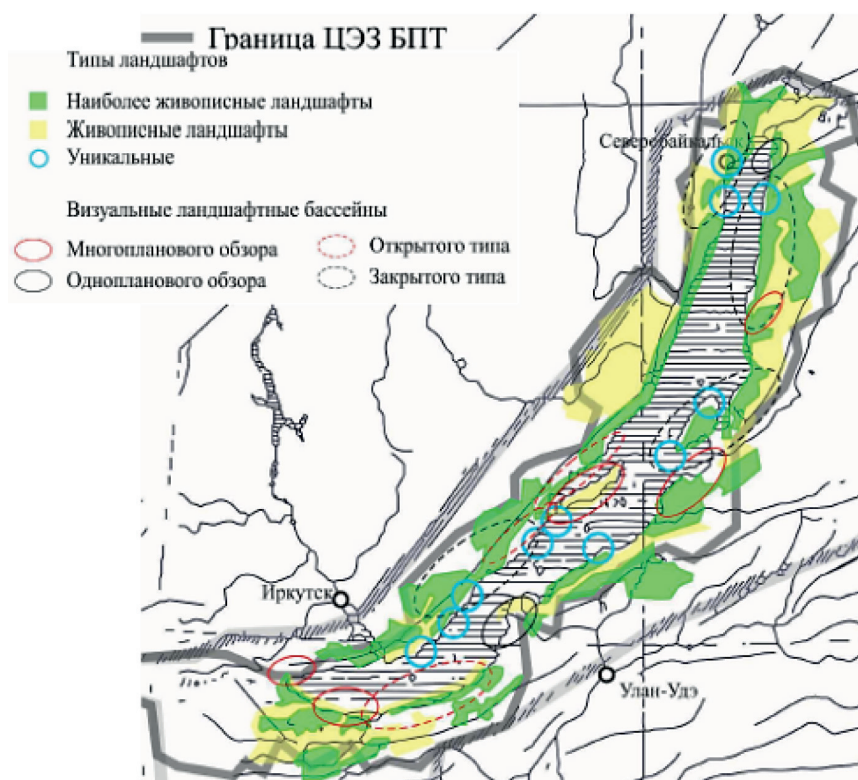 Граница ЦЭЗ БПТ
Типы ландшафтов
Наиболее живописные ландшафты
Живописные ландшафты
Уникальные
Визуальные ландшафтные бассейны
Многопланового обзора
Открытого типа
Однопланового обзора
Закрытого типа
Северобайкальск
Иркутск
Улан-Удэ